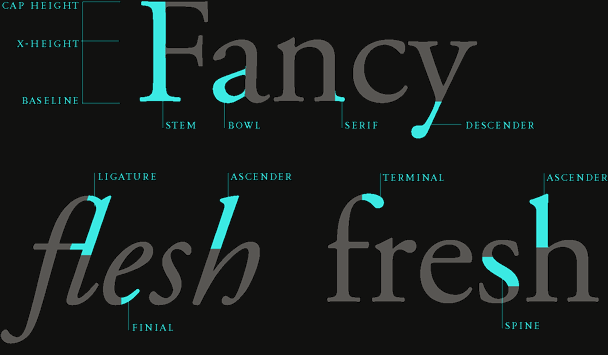 CAP HEIGHT
X-HEIGHT
BASELINE
Fancy
STEM
BOWL
SERIF
DESCENDER
LIGATURE
ASCENDER
TERMINAL
ASCENDER
flesh
fresh
FINIAL
SPINE